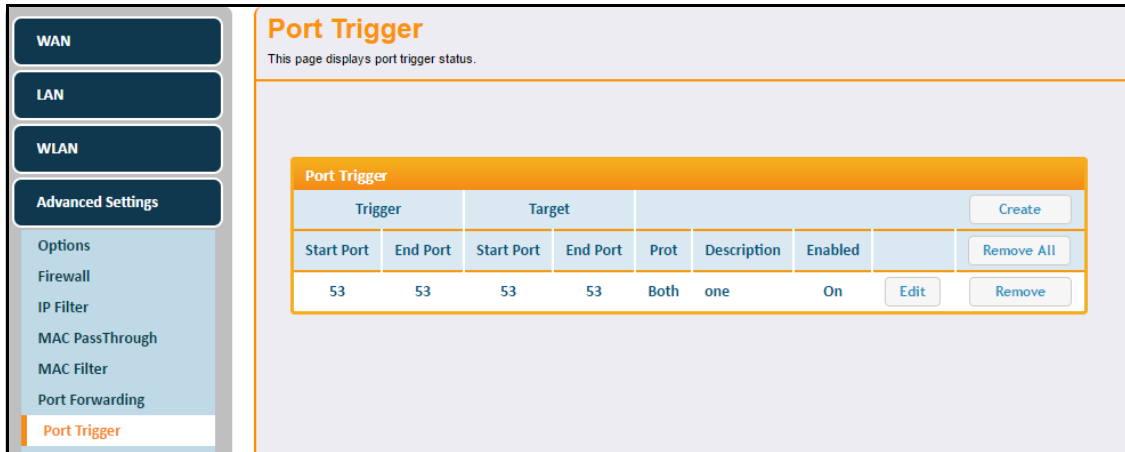 WAN
LAN
WLAN
Advanced Settings
Options
Firewall
IP Filter
MAC PassThrough
MAC Filter
Port Forwarding
Port Trigger
Port Trigger
This page displays port trigger status.
Port Trigger
Trigger Target Create
Start Port End Port Start Port End Port Prot Description Enabled Remove All
53 53 53 53 Both one On Edit Remove